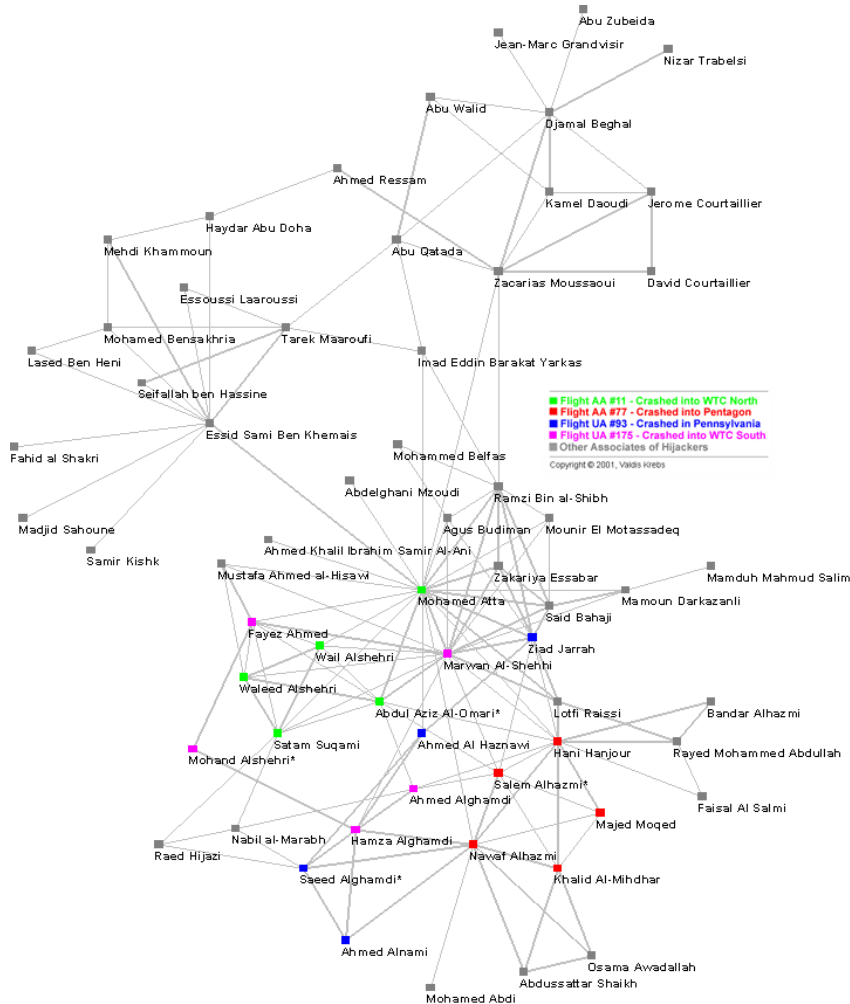 Abu Zubeida
Jean-Marc Grandvisir
Nizar Trabelsi
Abu Walid
Djamal Beghal
Ahmed Ressam
Kamel Daoudi
Jerome Courtaillier
Haydar Abu Doha
Mehdi Khammoun
Abu Qatada
Zacarias Moussaoui
David Courtaillier
Essoussi Laaroussi
Mohamed Bensakhria
Tarek Maaroufi
Lased Ben Heni
Imad Eddin Barakat Yarkas
Seifallah ben Hassine
Flight AA #11 - Crashed into WTC North
Flight AA #77 - Crashed into Pentagon
Flight UA #93 - Crashed in Pennsylvania
Flight UA #175 - Crashed into WTC South
Other Associates of Hijackers
Copyright © 2001, Valdis Krebs
Essid Sami Ben Khemais
Fahid al Shakri
Mohammed Belfas
Abdelghani Mzoudi
Ramzi Bin al-Shibh
Madjid Sahoune
Agus Budiman
Mounir El Motassadeq
Samir Kishk
Ahmed Khalil Ibrahim Samir Al-Ani
Mustafa Ahmed al-Hisawi
Zakariya Essabar
Mamduh Mahmud Salim
Mohamed Atta
Mamoun Darkazanli
Said Bahaji
Fayez Ahmed
Ziad Jarrah
Wail Alshehri
Marwan Al-Shehhi
Waleed Alshehri
Abdul Aziz Al-Omari*
Lotfi Raissi
Bandar Alhazmi
Satam Suqami
Ahmed Al Haznawi
Hani Hanjour
Rayed Mohammed Abdullah
Mohand Alshehri*
Salem Alhazmi*
Ahmed Alghamdi
Faisal Al Salmi
Majed Moqed
Nabil al-Marabh
Hamza Alghamdi
Raed Hijazi
Nawaf Alhazmi
Saeed Alghamdi*
Khalid Al-Mihdhar
Ahmed Alnami
Osama Awadallah
Abdussattar Shaikh
Mohamed Abdi